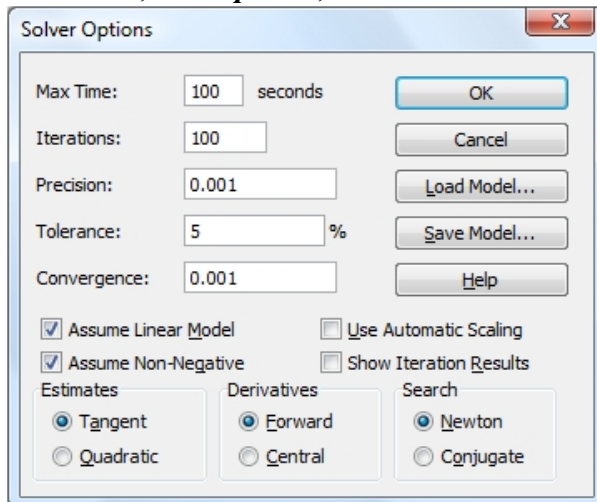 Solver Options
Max Time: 100 seconds OK
Iterations: 100 Cancel
Precision: 0.001 Load Model...
Tolerance: 5 % Save Model...
Convergence: 0.001 Help
Assume Linear Model Use Automatic Scaling
Assume Non-Negative Show Iteration Results
Estimates Derivatives Search
Tangent Forward Newton
Quadratic Central Conjugate